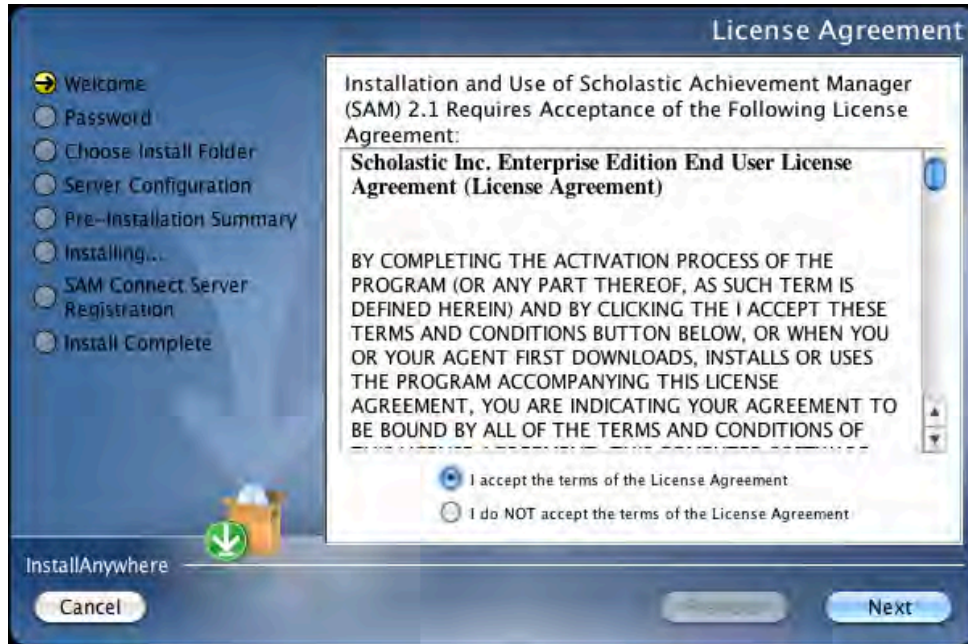 License Agreement
Welcome
Password
Choose Install Folder
Server Configuration
Pre-Installation Summary
Installing...
SAM Connect Server
Registration
Install Complete
Installation and Use of Scholastic Achievement Manager
(SAM) 2.1 Requires Acceptance of the Following License
Agreement:
Scholastic Inc. Enterprise Edition End User License
Agreement (License Agreement)
BY COMPLETING THE ACTIVATION PROCESS OF THE
PROGRAM (OR ANY PART THEREOF, AS SUCH TERM IS
DEFINED HEREIN) AND BY CLICKING THE I ACCEPT THESE
TERMS AND CONDITIONS BUTTON BELOW, OR WHEN YOU
OR YOUR AGENT FIRST DOWNLOADS, INSTALLS OR USES
THE PROGRAM ACCOMPANYING THIS LICENSE
AGREEMENT, YOU ARE INDICATING YOUR AGREEMENT TO
BE BOUND BY ALL OF THE TERMS AND CONDITIONS OF
I accept the terms of the License Agreement
I do NOT accept the terms of the License Agreement
InstallAnywhere
Cancel
Next